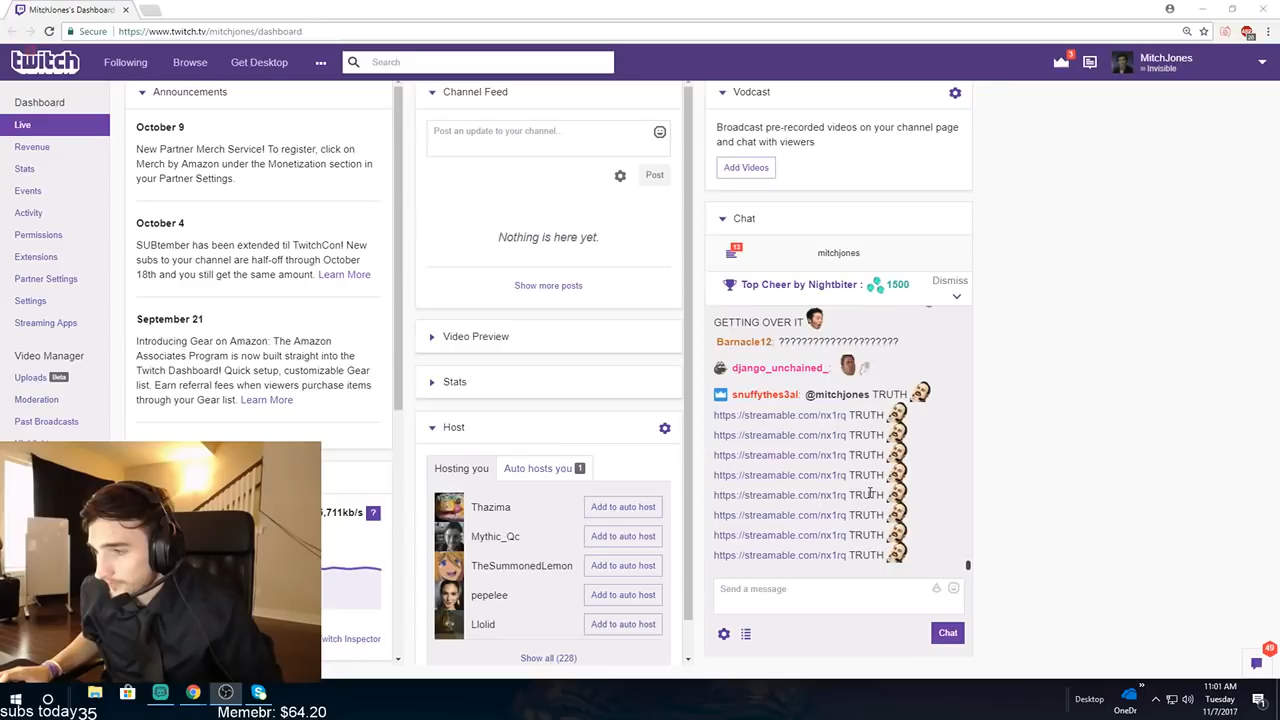 MitchJones's Dashboard
Secure
https://www.twitch.tv/mitchjones/dashboard
twitch
Following
Browse
Get Desktop
Search
5
MitchJones
Invisible
Dashboard
Live
Revenue
Stats
Events
Activity
Permissions
Extensions
Partner Settings
Settings
Streaming Apps
Video Manager
Uploads Beta
Moderation
Past Broadcasts
Announcements
October 9
New Partner Merch Service! To register, click on
Merch by Amazon under the Monetization section in
your Partner Settings.
October 4
SUBtember has been extended til TwitchCon! New
subs to your channel are half-off through October
18th and you still get the same amount. Learn More
September 21
Introducing Gear on Amazon: The Amazon
Associates Program is now built straight into the
Twitch Dashboard! Quick setup, customizable Gear
list. Earn referral fees when viewers purchase items
through your Gear list. Learn More
,711kb/s ?
witch Inspector
Channel Feed
Post an update to your channel...
Post
Nothing is here yet.
Show more posts
Video Preview
Stats
Host
Hosting you
Auto hosts you 1
Thazima
Add to auto host
Mythic_Qc
Add to auto host
TheSummonedLemon
Add to auto host
pepelee
Add to auto host
Llolid
Add to auto host
Show all (228)
Vodcast
Broadcast pre-recorded videos on your channel page
and chat with viewers
Add Videos
Chat
13
mitchjones
Top Cheer by Nightbiter : 1500
Dismiss
GETTING OVER IT
Barnacle12: ?????????????????????
django_unchained_:
snuffythes3al: @mitchjones TRUTH
https://streamable.com/nx1rq TRUTH
https://streamable.com/nx1rq TRUTH
https://streamable.com/nx1rq TRUTH
https://streamable.com/nx1rq TRUTH
https://streamable.com/nx1rq TRUTH
https://streamable.com/nx1rq TRUTH
https://streamable.com/nx1rq TRUTH
https://streamable.com/nx1rq TRUTH
Send a message
Chat
49
subs today35
Memebr: $64.20
Desktop
OneDr
11:01 AM
Tuesday
11/7/2017